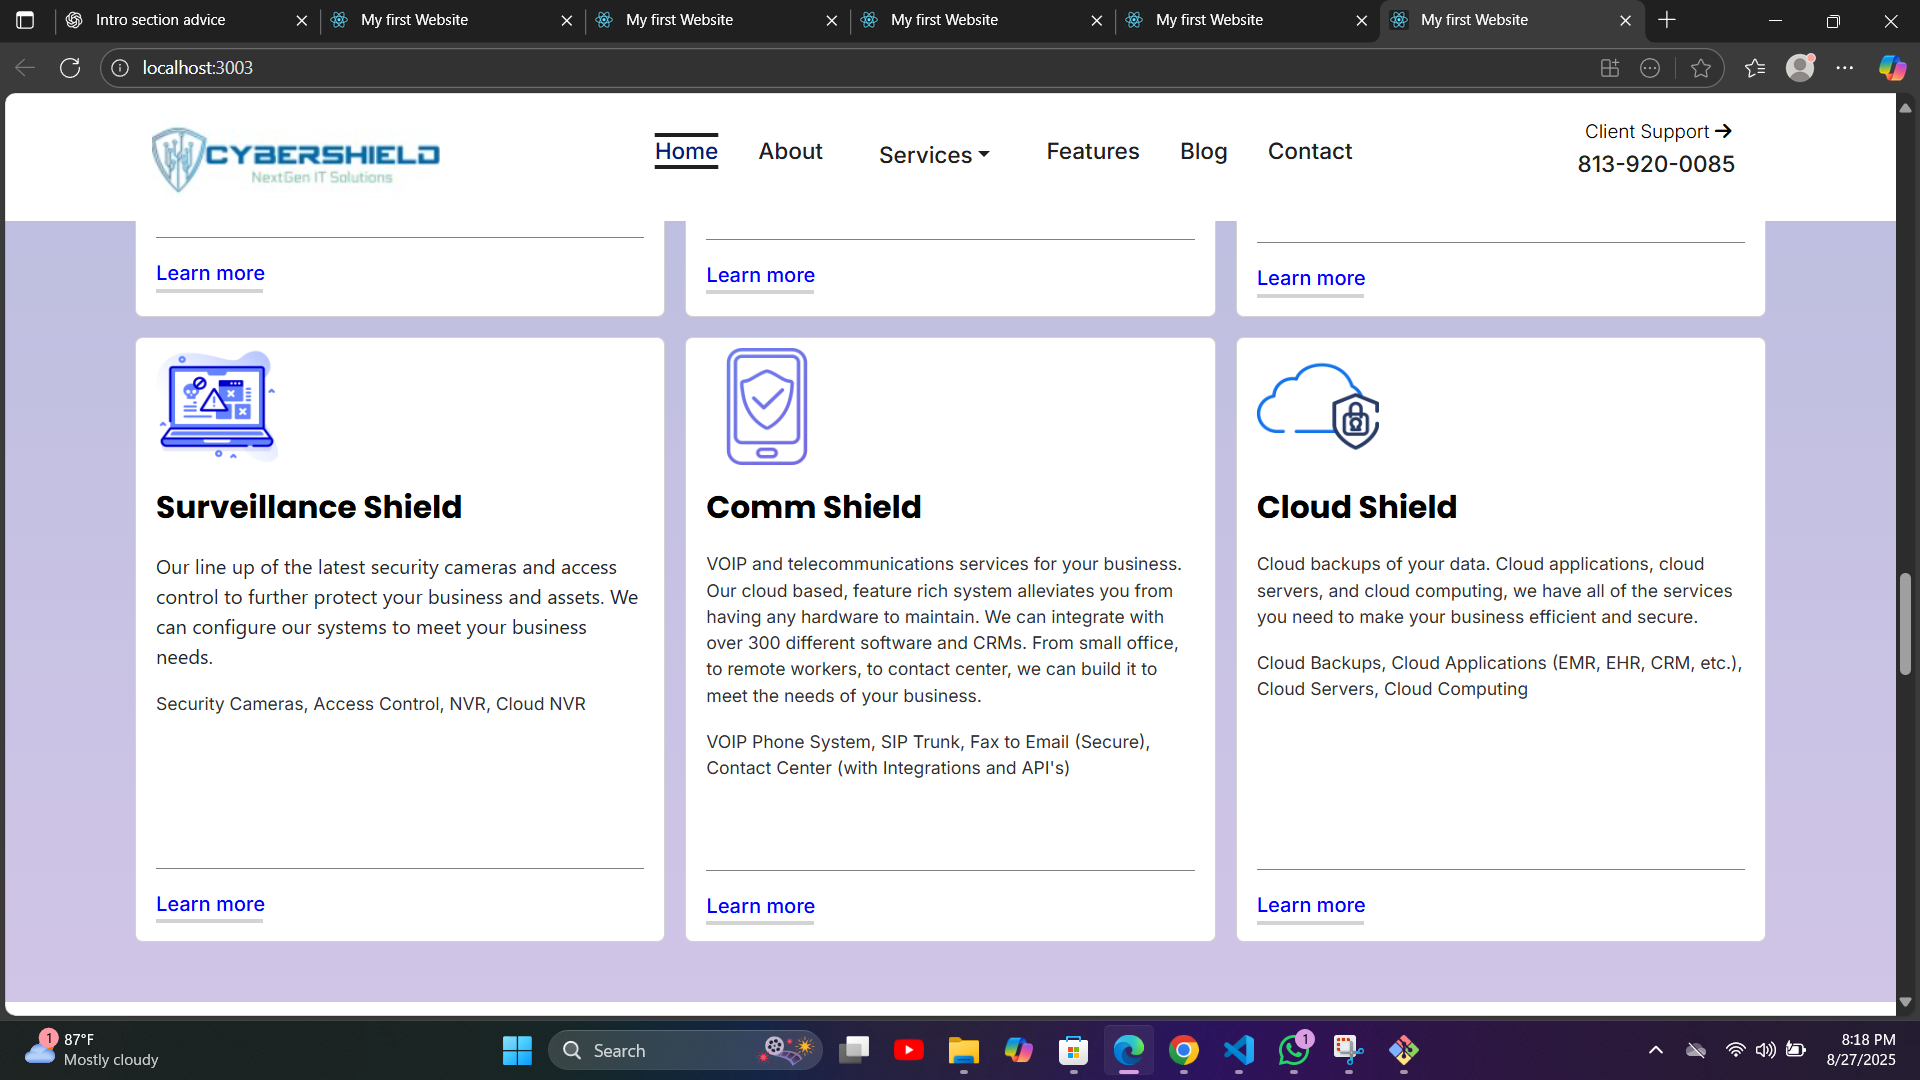 Intro section advice
My first Website
My first Website
My first Website
My first Website
My first Website
localhost:3003
CYBERSHIELD
NextGen IT Solutions
Home
About
Services
Features
Blog
Contact
Client Support
813-920-0085
Learn more
Learn more
Learn more
Surveillance Shield
Our line up of the latest security cameras and access
control to further protect your business and assets. We
can configure our systems to meet your business
needs.
Security Cameras, Access Control, NVR, Cloud NVR
Learn more
Comm Shield
VOIP and telecommunications services for your business.
Our cloud based, feature rich system alleviates you from
having any hardware to maintain. We can integrate with
over 300 different software and CRMs. From small office,
to remote workers, to contact center, we can build it to
meet the needs of your business.
VOIP Phone System, SIP Trunk, Fax to Email (Secure),
Contact Center (with Integrations and API's)
Learn more
Cloud Shield
Cloud backups of your data. Cloud applications, cloud
servers, and cloud computing, we have all of the services
you need to make your business efficient and secure.
Cloud Backups, Cloud Applications (EMR, EHR, CRM, etc.),
Cloud Servers, Cloud Computing
Learn more
1
87°F
Mostly cloudy
Search
1
8:18 PM
8/27/2025